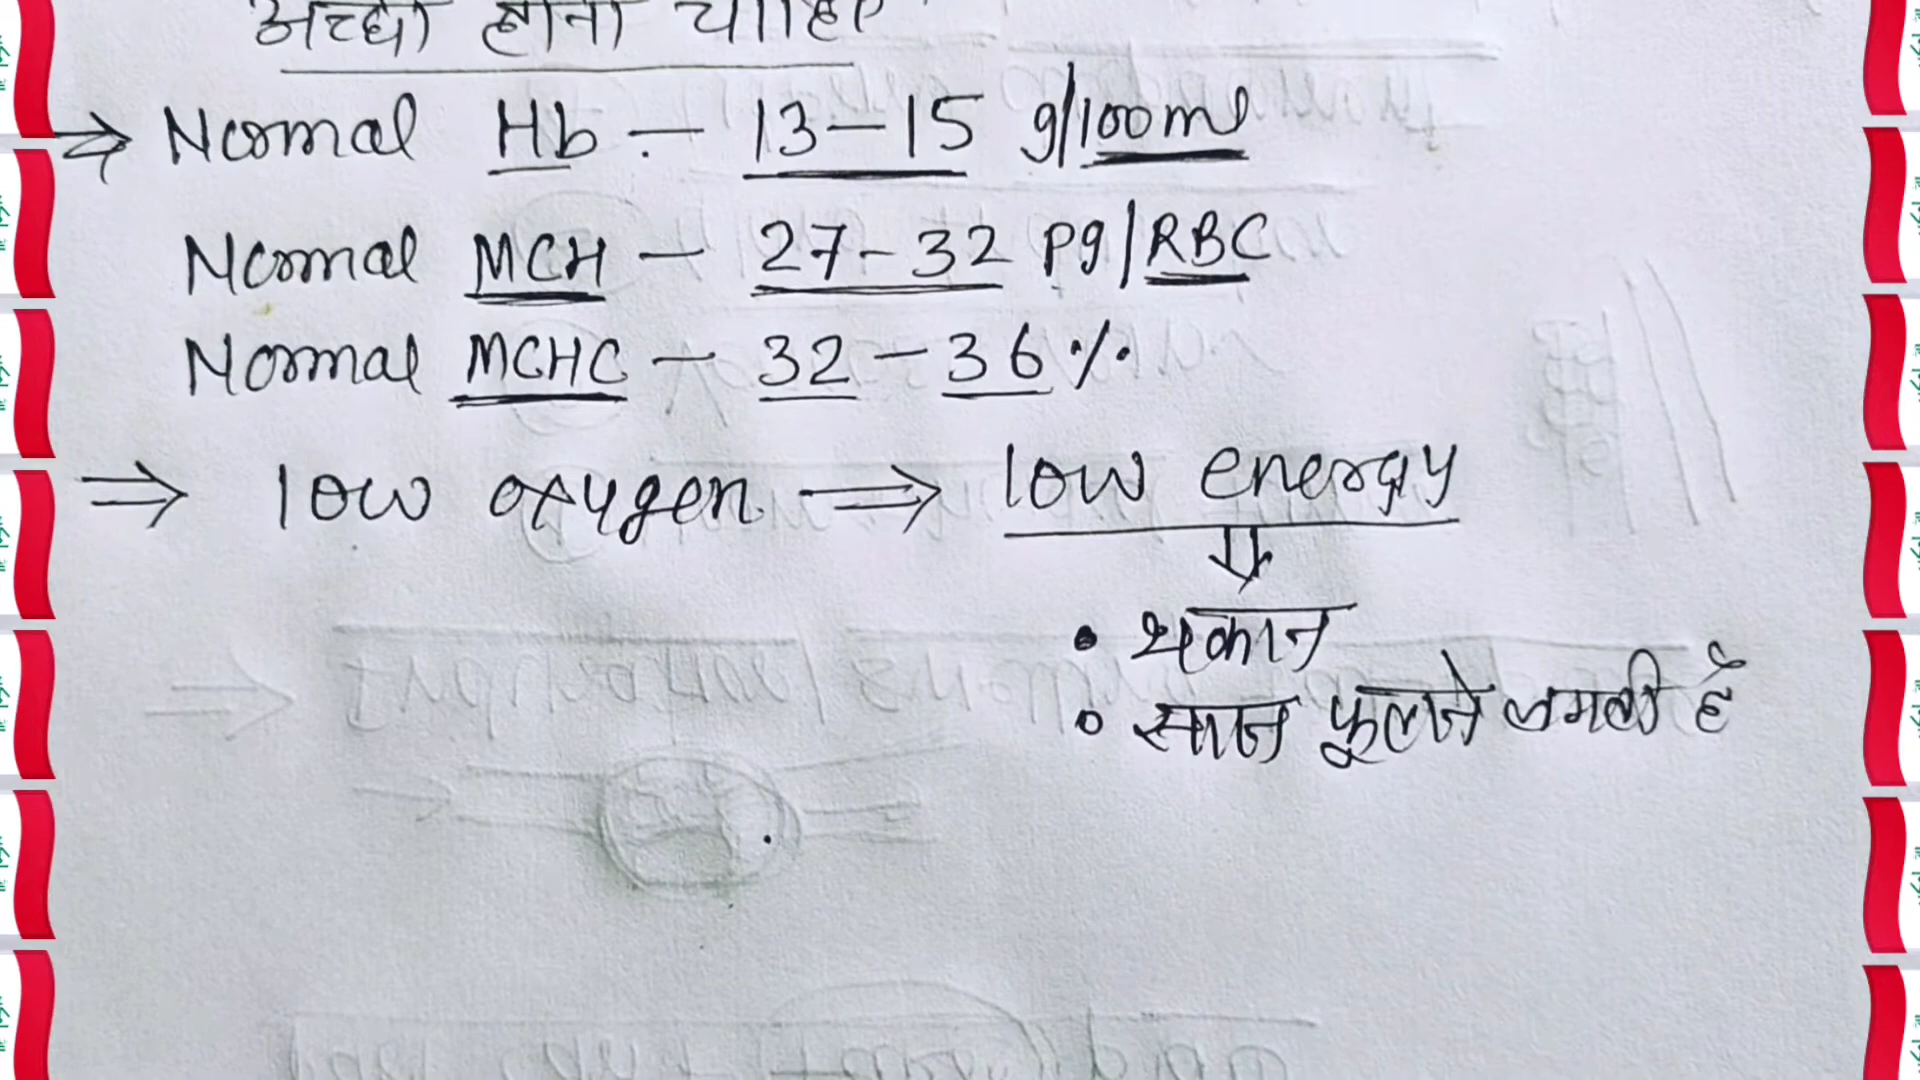 अच्छा होना चाहिए
⇒ Normal Hb :- 13-15 g/100ml
Normal MCH - 27-32 pg/RBC
Normal MCHC - 32-36%
⇒ low oxygen ⇒ low energy
⇓
• थकान
• सास फूलने लगती है